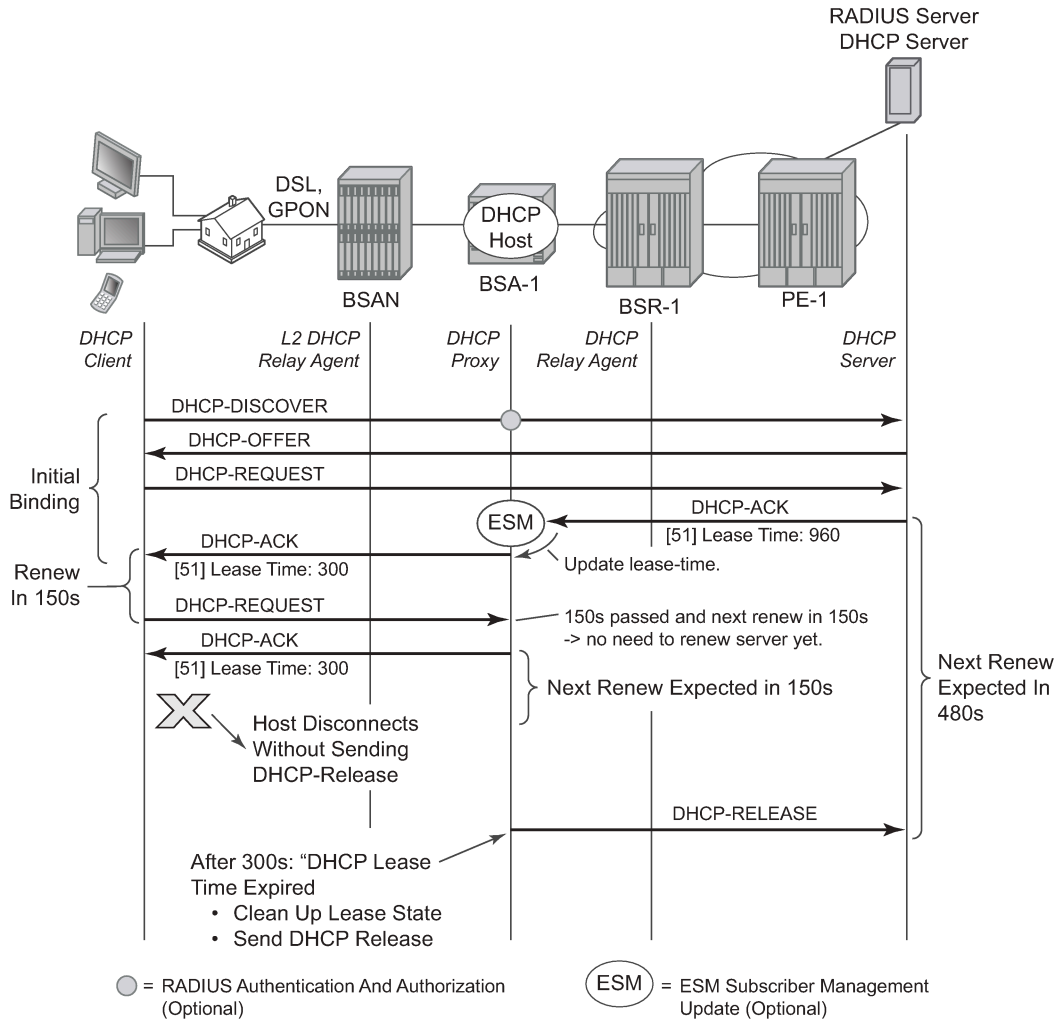 RADIUS Server
DHCP Server
DSL,
GPON
DHCP
Host
BSAN
BSA-1
BSR-1
PE-1
DHCP
Client
L2 DHCP
Relay Agent
DHCP
Proxy
DHCP
Relay Agent
DHCP
Server
DHCP-DISCOVER
DHCP-OFFER
Initial
Binding
DHCP-REQUEST
ESM
DHCP-ACK
[51] Lease Time: 960
DHCP-ACK
[51] Lease Time: 300
Update lease-time.
Renew
In 150s
DHCP-REQUEST
150s passed and next renew in 150s
-> no need to renew server yet.
DHCP-ACK
[51] Lease Time: 300
Next Renew Expected in 150s
Next Renew
Expected In
480s
Host Disconnects
Without Sending
DHCP-Release
DHCP-RELEASE
After 300s: “DHCP Lease
Time Expired
• Clean Up Lease State
• Send DHCP Release
= RADIUS Authentication And Authorization
(Optional)
ESM = ESM Subscriber Management
Update (Optional)